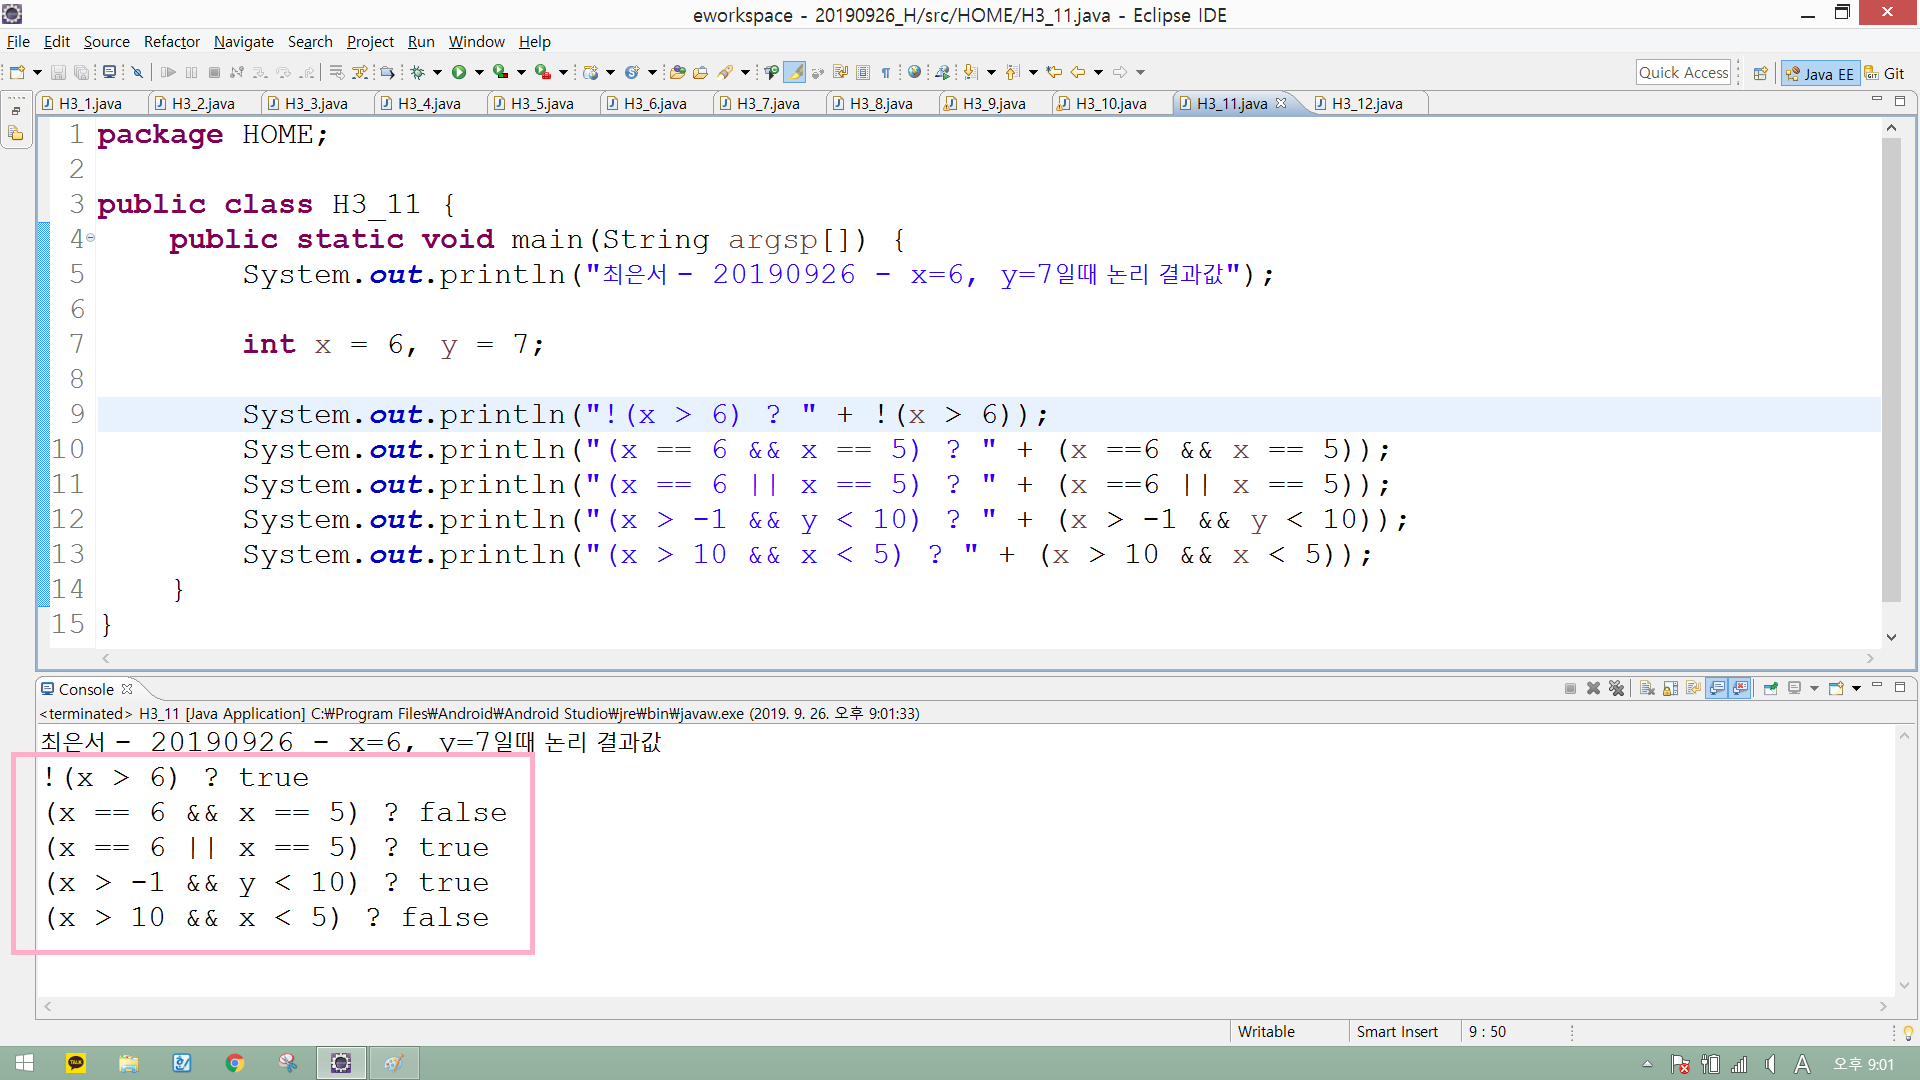 eworkspace - 20190926_H/src/HOME/H3_11.java - Eclipse IDE
File Edit Source Refactor Navigate Search Project Run Window Help
Quick Access Java EE Git
H3_1.java H3_2.java H3_3.java H3_4.java H3_5.java H3_6.java H3_7.java H3_8.java H3_9.java H3_10.java H3_11.java H3_12.java
1 package HOME;
2
3 public class H3_11 {
4 public static void main(String argsp[]) {
5 System.out.println("최은서 - 20190926 - x=6, y=7일때 논리 결과값");
6
7 int x = 6, y = 7;
8
9 System.out.println("!(x > 6) ? " + !(x > 6));
10 System.out.println("(x == 6 && x == 5) ? " + (x ==6 && x == 5));
11 System.out.println("(x == 6 || x == 5) ? " + (x ==6 || x == 5));
12 System.out.println("(x > -1 && y < 10) ? " + (x > -1 && y < 10));
13 System.out.println("(x > 10 && x < 5) ? " + (x > 10 && x < 5));
14 }
15 }
Console
<terminated> H3_11 [Java Application] C:₩Program Files₩Android₩Android Studio₩jre₩bin₩javaw.exe (2019. 9. 26. 오후 9:01:33)
최은서 - 20190926 - x=6, y=7일때 논리 결과값
!(x > 6) ? true
(x == 6 && x == 5) ? false
(x == 6 || x == 5) ? true
(x > -1 && y < 10) ? true
(x > 10 && x < 5) ? false
Writable Smart Insert 9 : 50
TALK A 오후 9:01